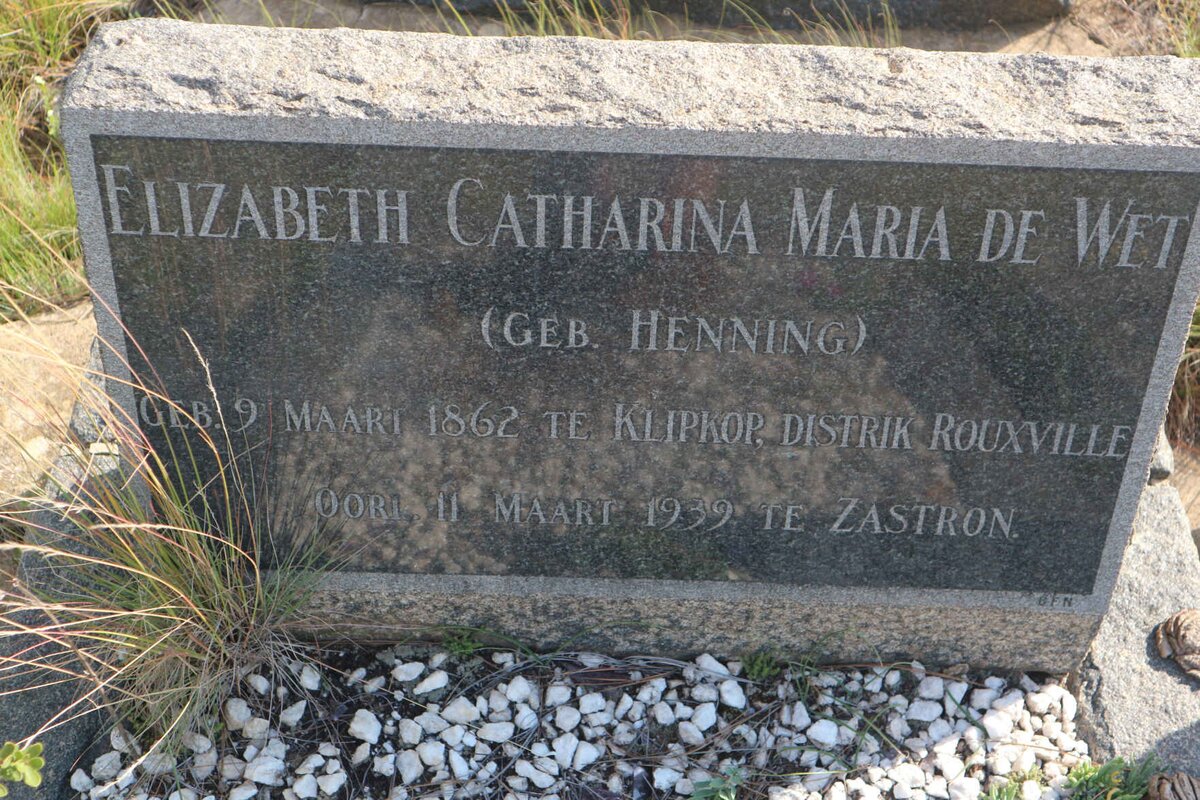 ELIZABETH CATHARINA MARIA DE WET
(GEB. HENNING)
GEB. 9 MAART 1862 TE KLIPKOP, DISTRIK ROUXVILLE
OORL. 11 MAART 1939 TE ZASTRON.
BFN